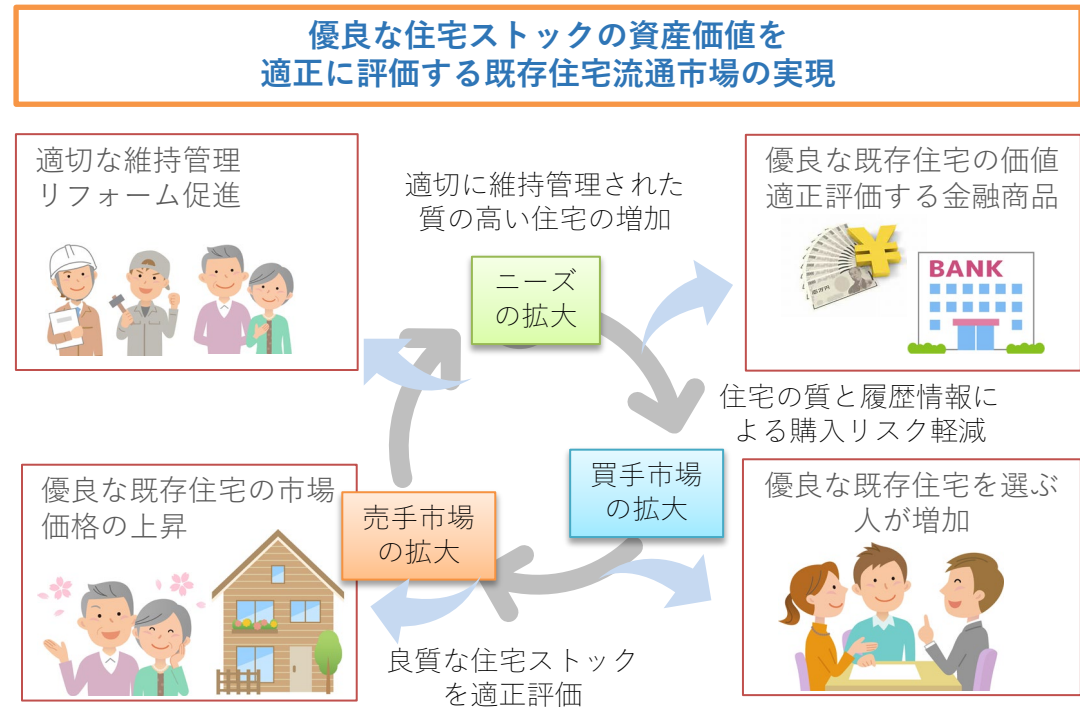 優良な住宅ストックの資産価値を
適正に評価する既存住宅流通市場の実現
適切な維持管理
リフォーム促進
適切に維持管理された
質の高い住宅の増加
優良な既存住宅の価値
適正評価する金融商品
BANK
ニーズ
の拡大
住宅の質と履歴情報に
よる購入リスク軽減
買手市場
の拡大
優良な既存住宅を選ぶ
人が増加
優良な既存住宅の市場
価格の上昇
売手市場
の拡大
良質な住宅ストック
を適正評価